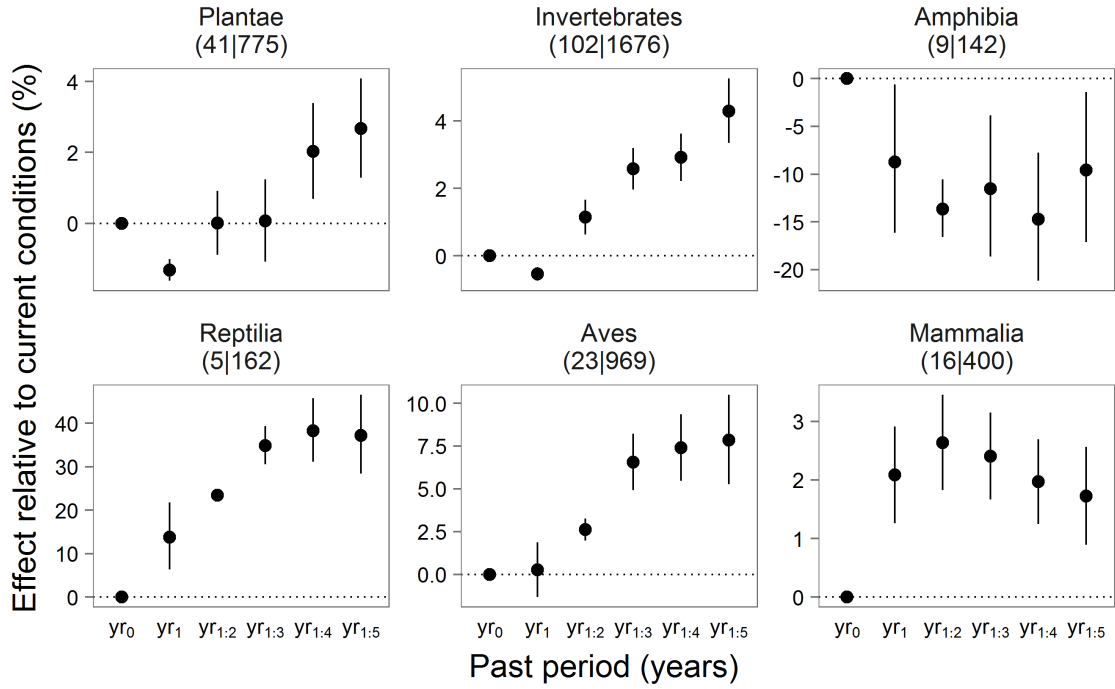 Effect relative to current conditions (%)
Plantae
(41|775)
4
2
0
Invertebrates
(102|1676)
4
2
0
Amphibia
(9|142)
0
-5
-10
-15
-20
Reptilia
(5|162)
40
30
20
10
0
Aves
(23|969)
10.0
7.5
5.0
2.5
0.0
Mammalia
(16|400)
3
2
1
0
yr0 yr1 yr1:2 yr1:3 yr1:4 yr1:5
yr0 yr1 yr1:2 yr1:3 yr1:4 yr1:5
yr0 yr1 yr1:2 yr1:3 yr1:4 yr1:5
Past period (years)